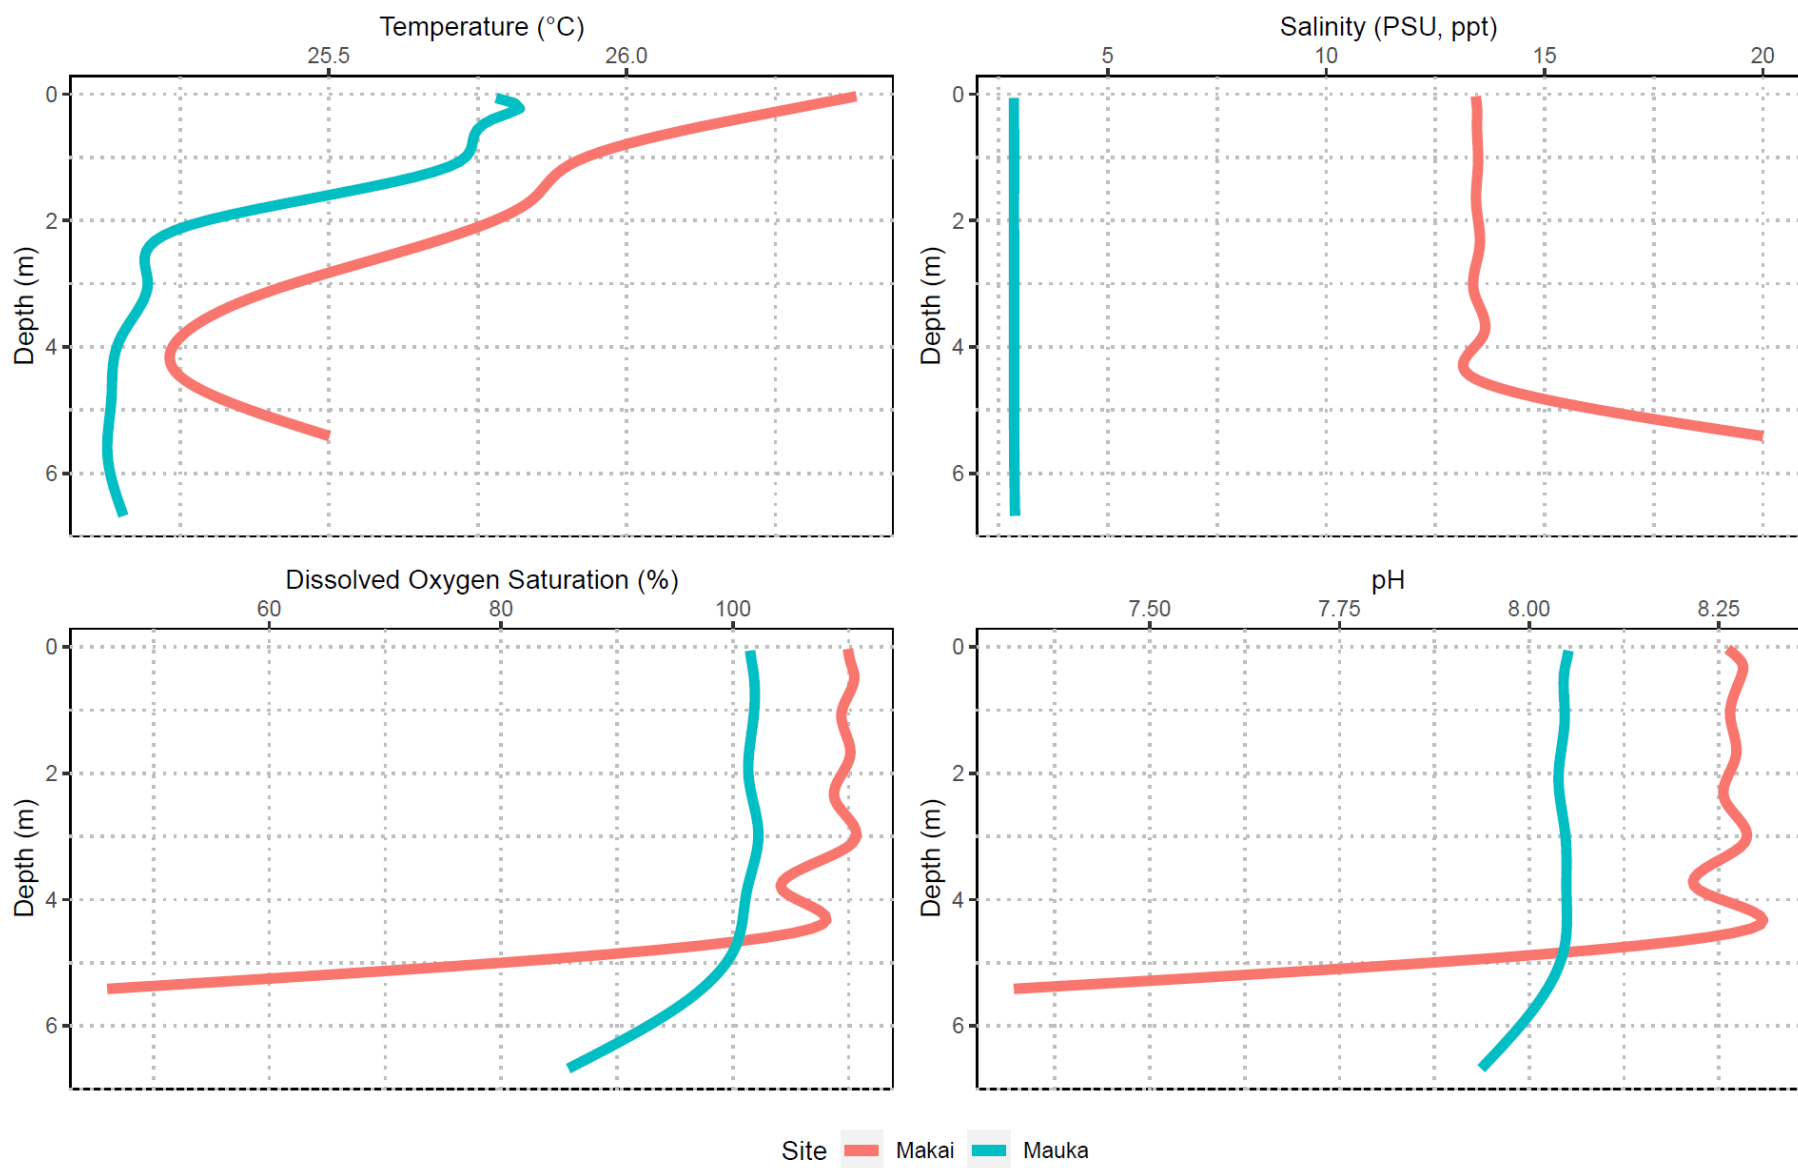 Temperature (°C)
25.5 26.0
0
2
4
6
Depth (m)
Salinity (PSU, ppt)
5 10 15 20
0
2
4
6
Depth (m)
Dissolved Oxygen Saturation (%)
60 80 100
0
2
4
6
Depth (m)
pH
7.50 7.75 8.00 8.25
0
2
4
6
Depth (m)
Site Makai Mauka